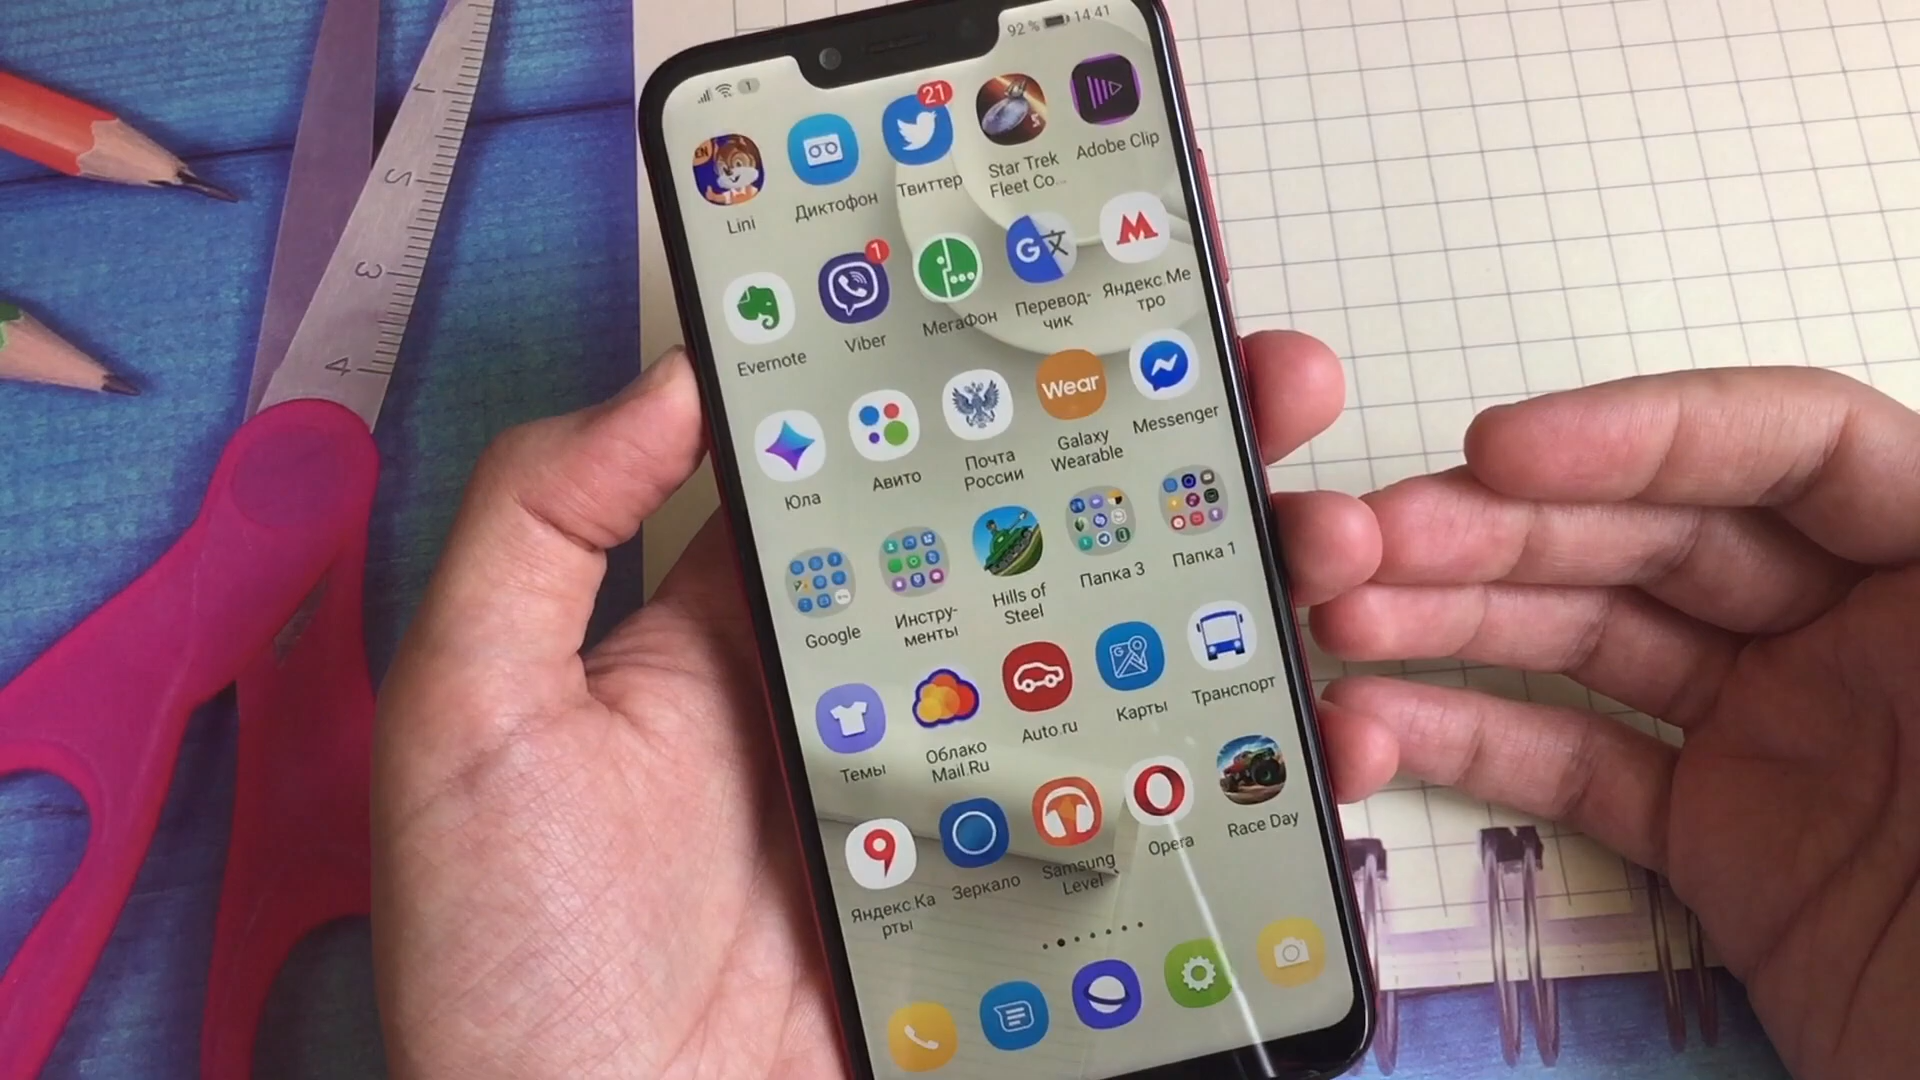 92 % 14.41
1
EN
21
Lini
Диктофон
Твиттер
Star Trek
Fleet Co...
Adobe Clip
1
G文
Evernote
Viber
МегаФон
Перевод-
чик
Яндекс.Ме
тро
Wear
Юла
Авито
Почта
России
Galaxy
Wearable
Messenger
Google
Инстру-
менты
Hills of
Steel
Папка 3
Папка 1
Темы
Облако
Mail.Ru
Auto.ru
Карты
Транспорт
Яндекс.Ка
рты
Зеркало
Samsung
Level
Opera
Race Day
3
4